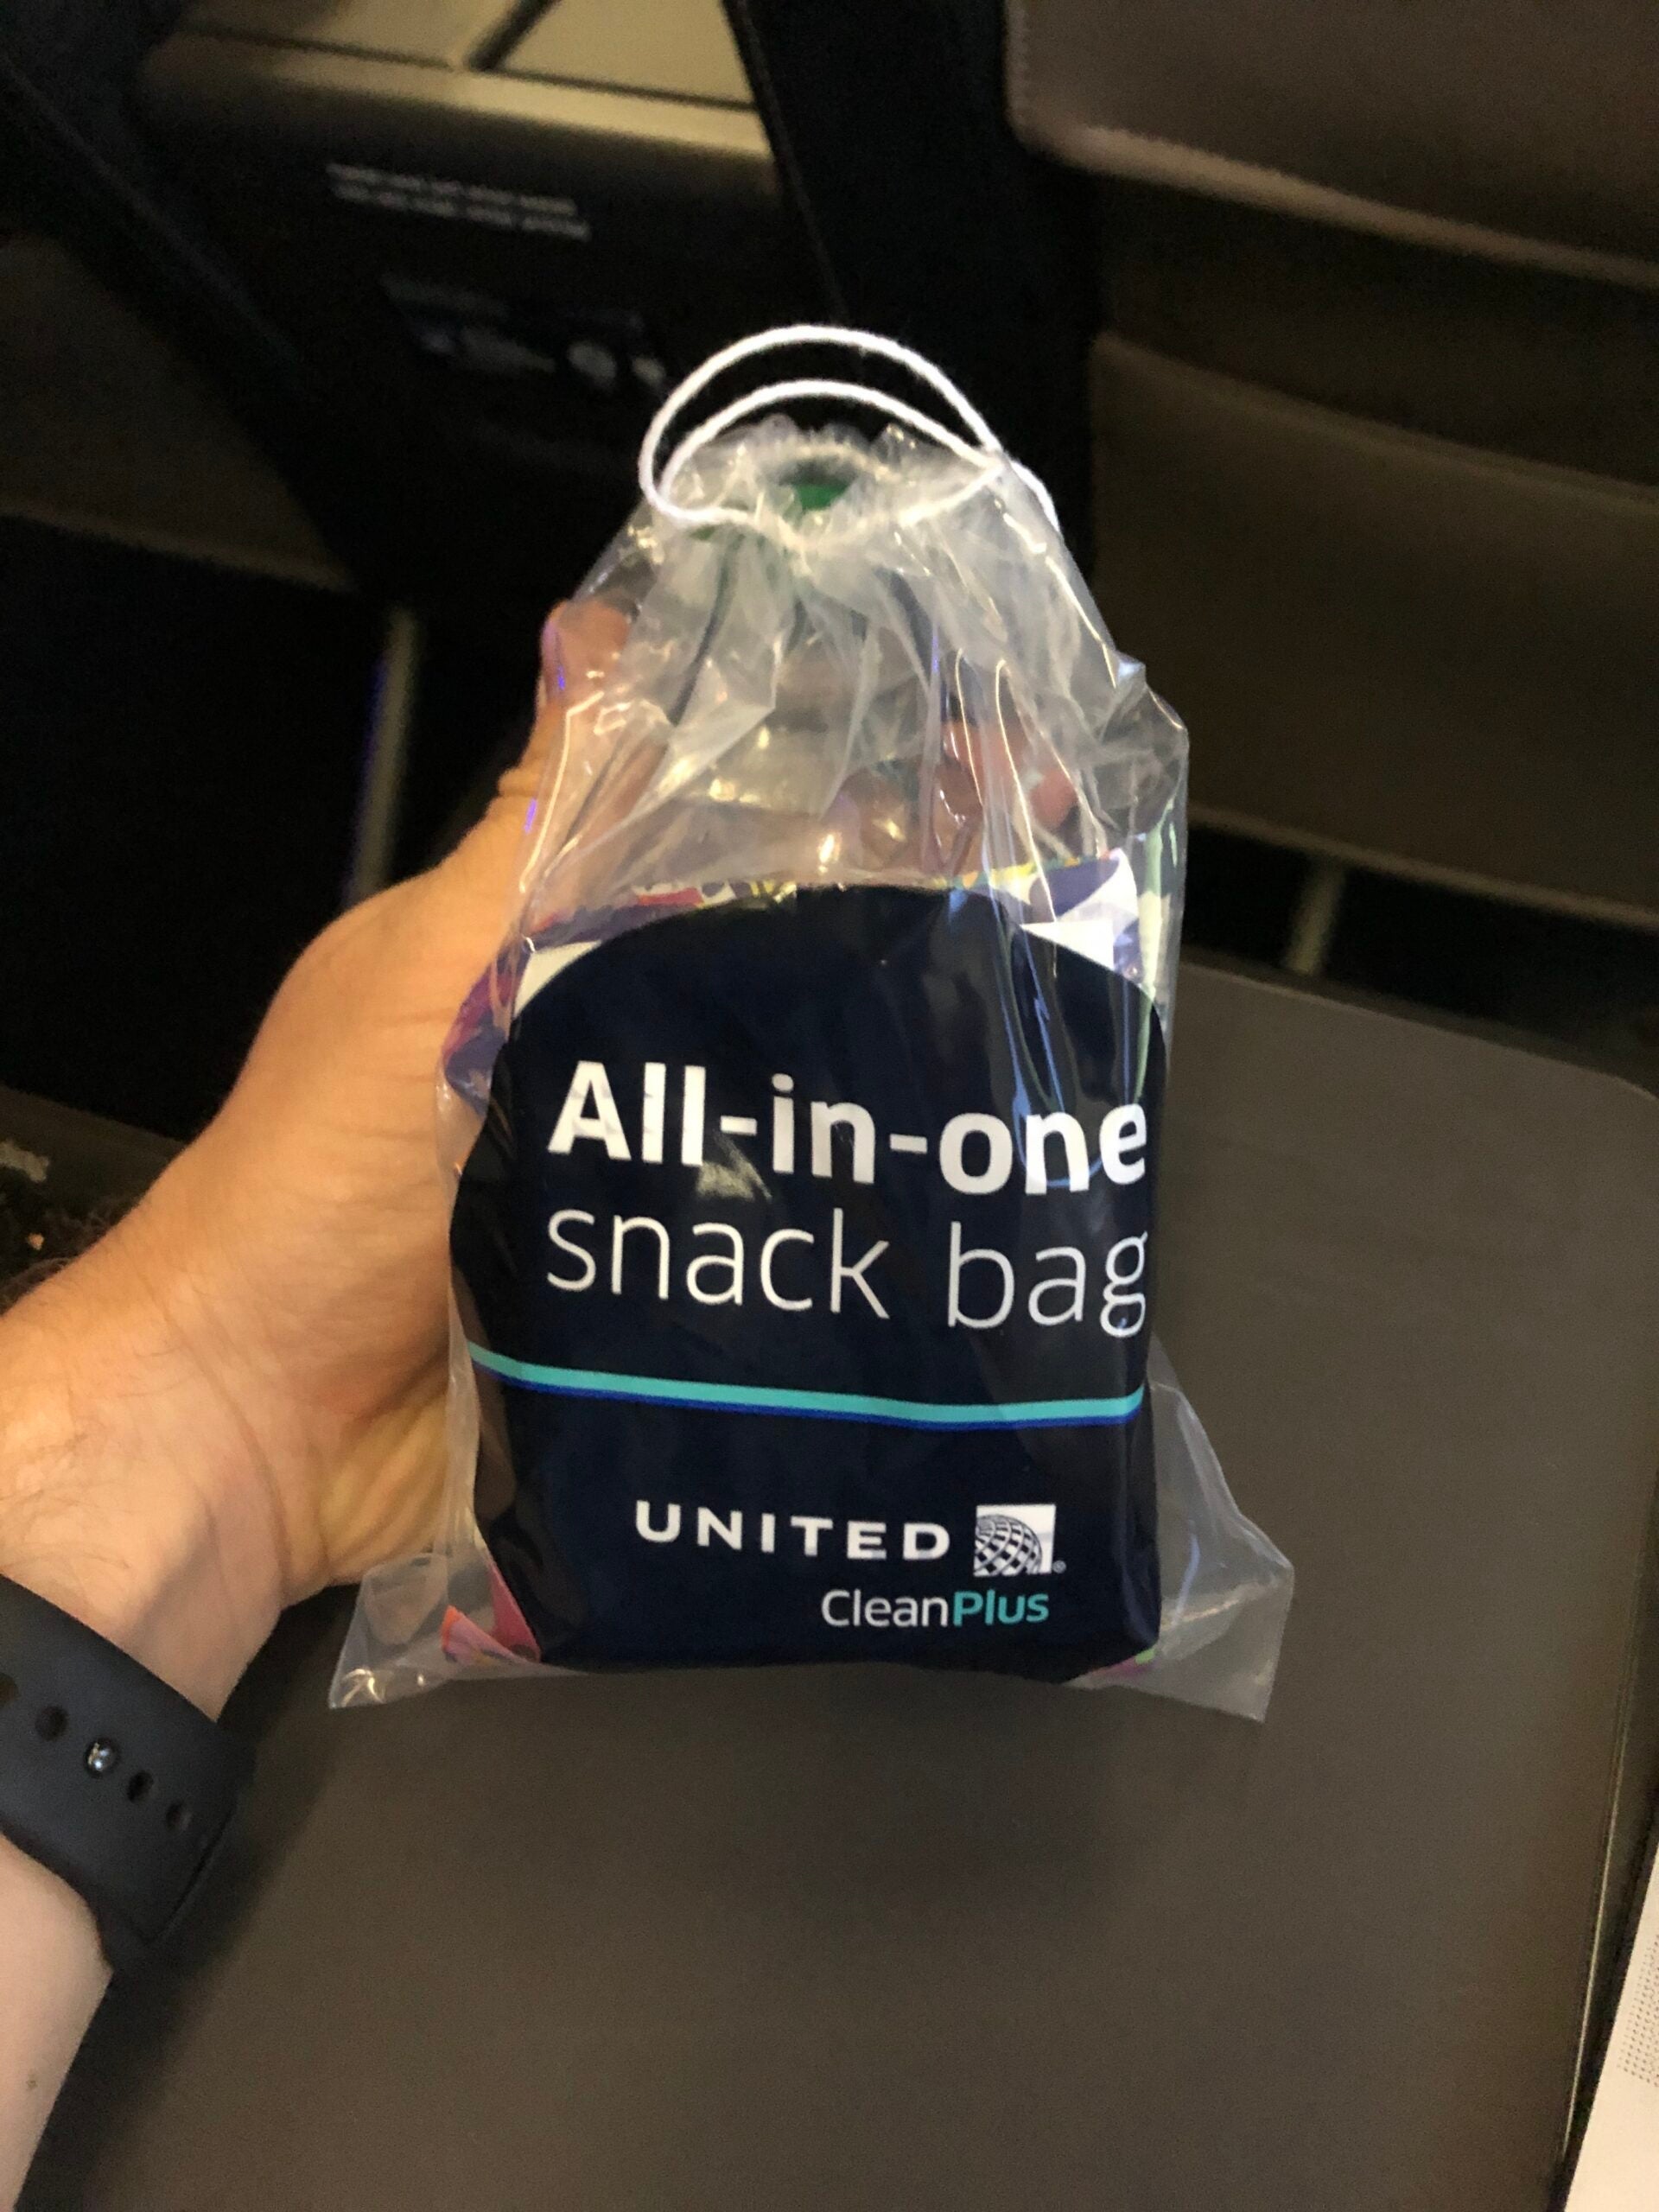 All-in-one
snack bag
UNITED
CleanPlus